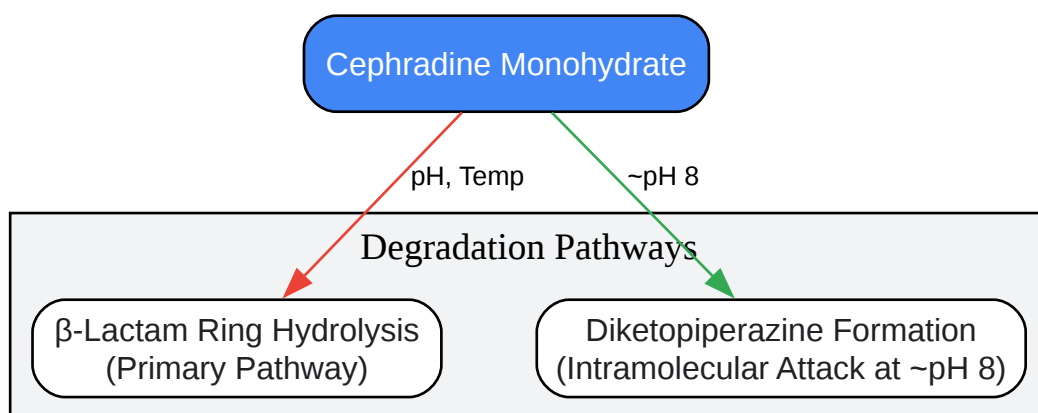 Cephradine Monohydrate
pH, Temp
~pH 8
Degradation Pathways
β-Lactam Ring Hydrolysis
(Primary Pathway)
Diketopiperazine Formation
(Intramolecular Attack at ~pH 8)